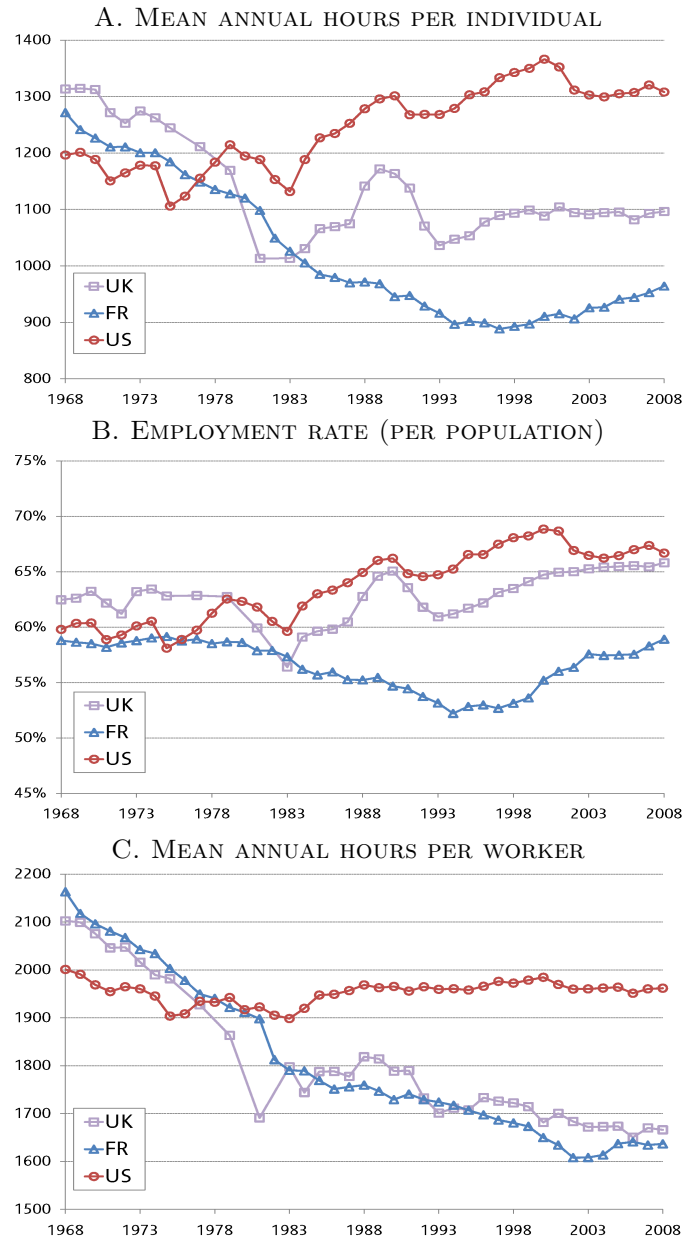 A. Mean annual hours per individual
1400
1300
1200
1100
1000
900
800
UK
FR
US
1968 1973 1978 1983 1988 1993 1998 2003 2008
B. Employment rate (per population)
75%
70%
65%
60%
55%
50%
45%
UK
FR
US
1968 1973 1978 1983 1988 1993 1998 2003 2008
C. Mean annual hours per worker
2200
2100
2000
1900
1800
1700
1600
1500
UK
FR
US
1968 1973 1978 1983 1988 1993 1998 2003 2008